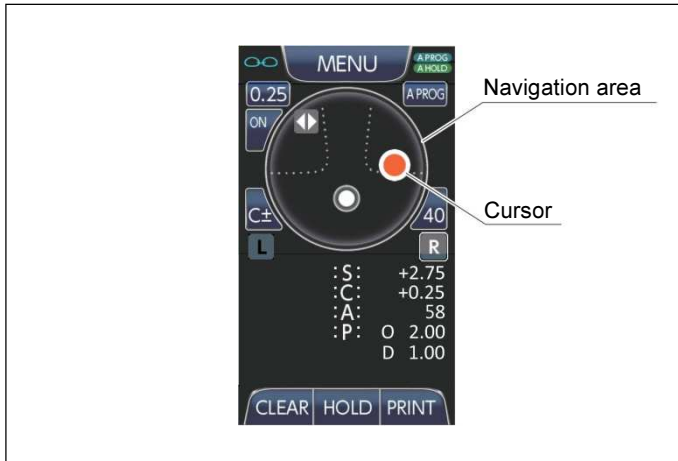 MENU
A PROG
A HOLD
0.25
A PROG
ON
Navigation area
C±
40
Cursor
L
R
:S: +2.75
:C: +0.25
:A: 58
:P: O 2.00
D 1.00
CLEAR HOLD PRINT